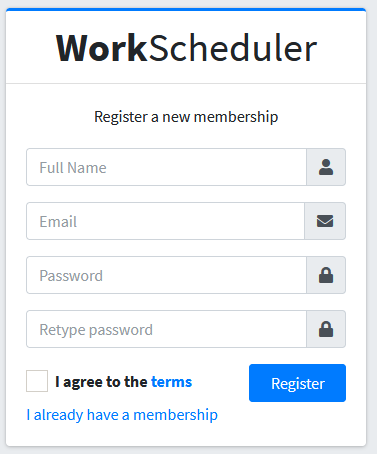 WorkScheduler
Register a new membership
Full Name
Email
Password
Retype password
I agree to the terms
Register
I already have a membership